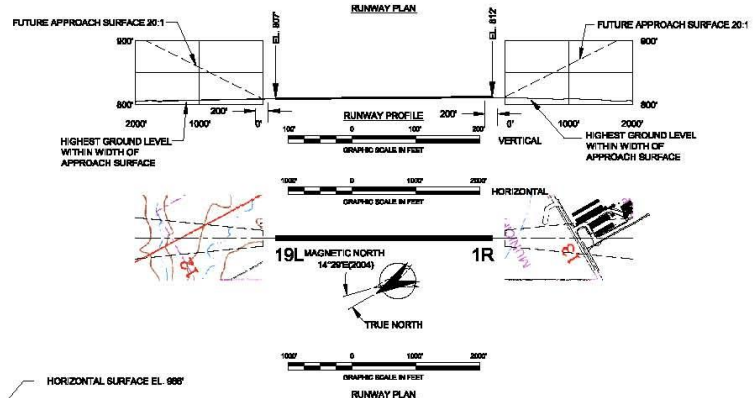 RUNWAY PLAN
FUTURE APPROACH SURFACE 20:1
EL. 807'
EL. 812'
FUTURE APPROACH SURFACE 20:1
900'
900'
800'
800'
200'
200'
2000'
1000'
0'
RUNWAY PROFILE
0'
1000'
2000'
HIGHEST GROUND LEVEL
WITHIN WIDTH OF
APPROACH SURFACE
100'
0
100'
200'
VERTICAL
GRAPHIC SCALE IN FEET
HIGHEST GROUND LEVEL
WITHIN WIDTH OF
APPROACH SURFACE
1000'
0
1000'
2000'
HORIZONTAL
GRAPHIC SCALE IN FEET
19L
MAGNETIC NORTH
14°29'E(2004)
1R
TRUE NORTH
12
13
1000'
0
1000'
2000'
GRAPHIC SCALE IN FEET
HORIZONTAL SURFACE EL. 966'
RUNWAY PLAN